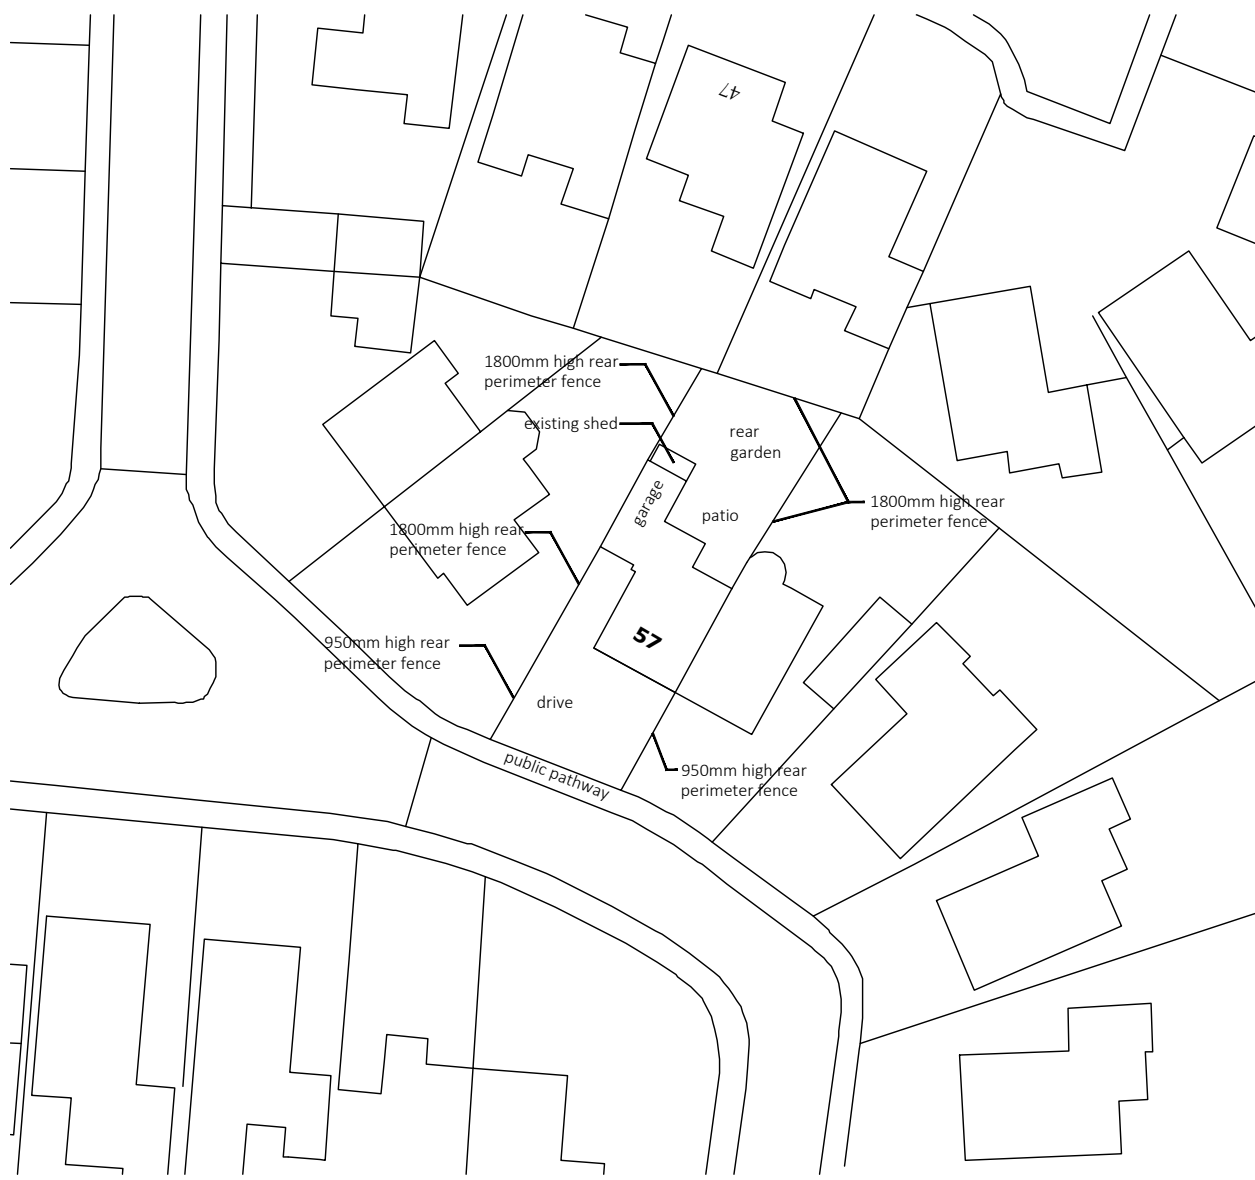 47
1800mm high rear
perimeter fence
existing shed
rear
garden
garage
patio
1800mm high rear
perimeter fence
1800mm high rear
perimeter fence
57
950mm high rear
perimeter fence
drive
public pathway
950mm high rear
perimeter fence